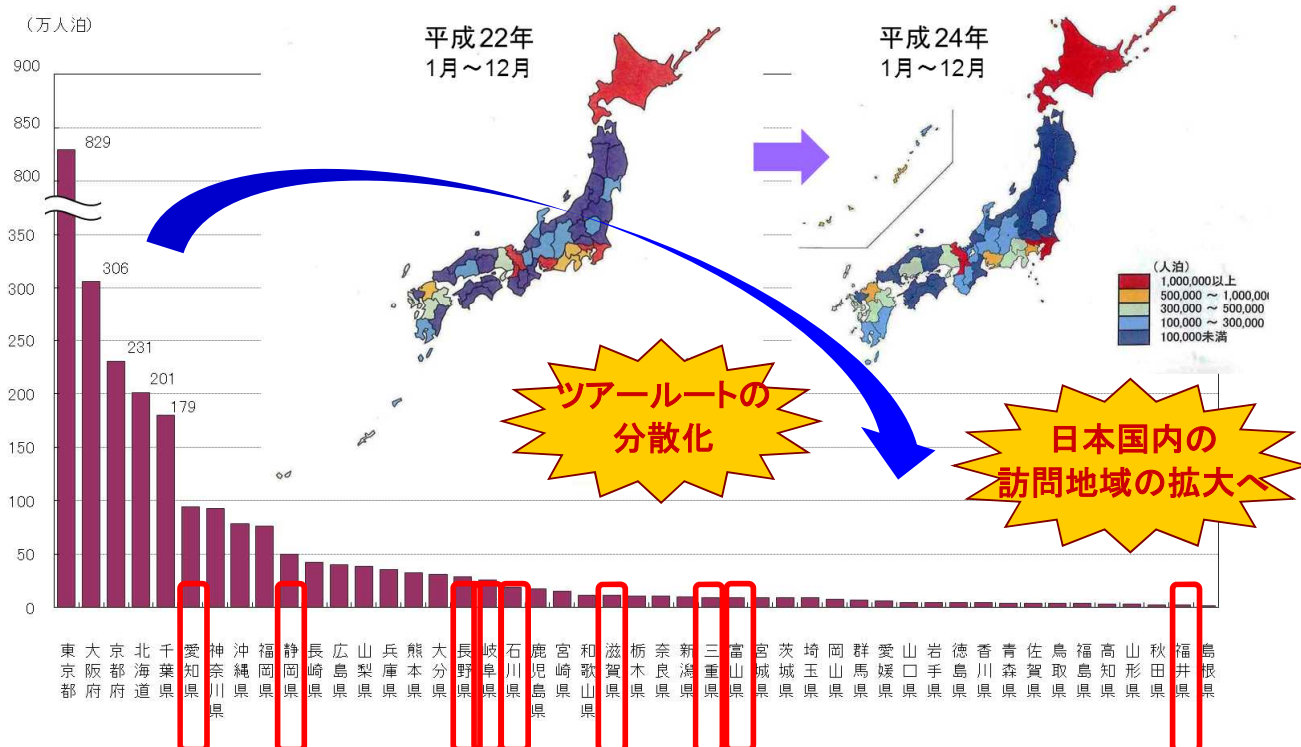 （万人泊）
900
850
800
350
300
250
200
150
100
50
0
829
306
231
201
179
平成22年
1月～12月
平成24年
1月～12月
（人泊）
1,000,000以上
500,000 ～ 1,000,000
300,000 ～ 500,000
100,000 ～ 300,000
100,000未満
ツアールートの
分散化
日本国内の
訪問地域の拡大へ
東京都
大阪府
京都府
北海道
千葉県
愛知県
神奈川県
沖縄県
福岡県
静岡県
長崎県
広島県
山梨県
兵庫県
熊本県
大分県
長野県
岐阜県
石川県
鹿児島県
宮崎県
和歌山県
滋賀県
栃木県
奈良県
新潟県
三重県
富山県
宮城県
茨城県
埼玉県
岡山県
群馬県
愛媛県
山口県
岩手県
徳島県
香川県
青森県
佐賀県
鳥取県
福島県
高知県
山形県
秋田県
福井県
島根県